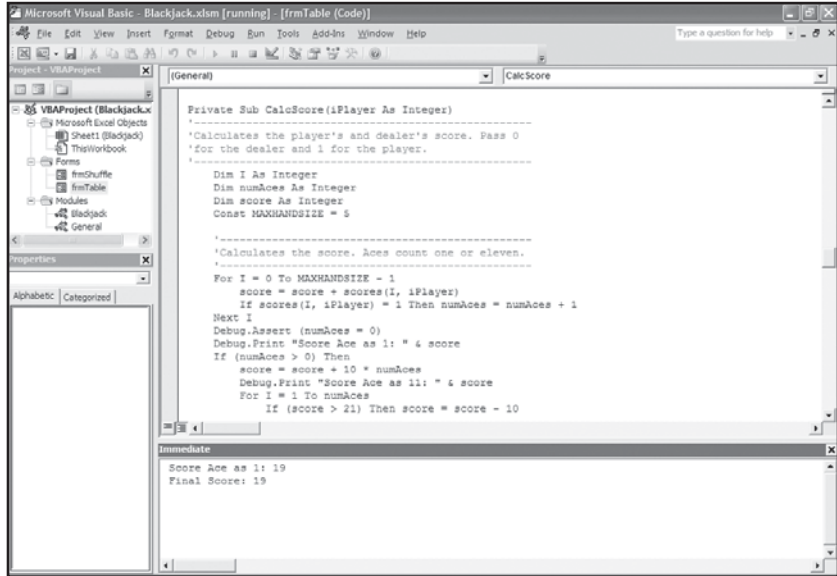 Microsoft Visual Basic - Blackjack.xlsm [running] - [frmTable (Code)]
File Edit View Insert Format Debug Run Tools Add-Ins Window Help
Type a question for help
Project - VBAProject
(General)
CalcScore
VBAProject (Blackjack.x
Microsoft Excel Objects
Sheet1 (Blackjack)
ThisWorkbook
Forms
frmShuffle
frmTable
Modules
Blackjack
General
Properties
Alphabetic Categorized
Private Sub CalcScore(iPlayer As Integer)
'--------------------------------------------------
'Calculates the player's and dealer's score. Pass 0
'for the dealer and 1 for the player.
'--------------------------------------------------
Dim I As Integer
Dim numAces As Integer
Dim score As Integer
Const MAXHANDSIZE = 5
'----------------------------------------------
'Calculates the score. Aces count one or eleven.
'----------------------------------------------
For I = 0 To MAXHANDSIZE - 1
score = score + scores(I, iPlayer)
If scores(I, iPlayer) = 1 Then numAces = numAces + 1
Next I
Debug.Assert (numAces = 0)
Debug.Print "Score Ace as 1: " & score
If (numAces > 0) Then
score = score + 10 * numAces
Debug.Print "Score Ace as 11: " & score
For I = 1 To numAces
If (score > 21) Then score = score - 10
Immediate
Score Ace as 1: 19
Final Score: 19